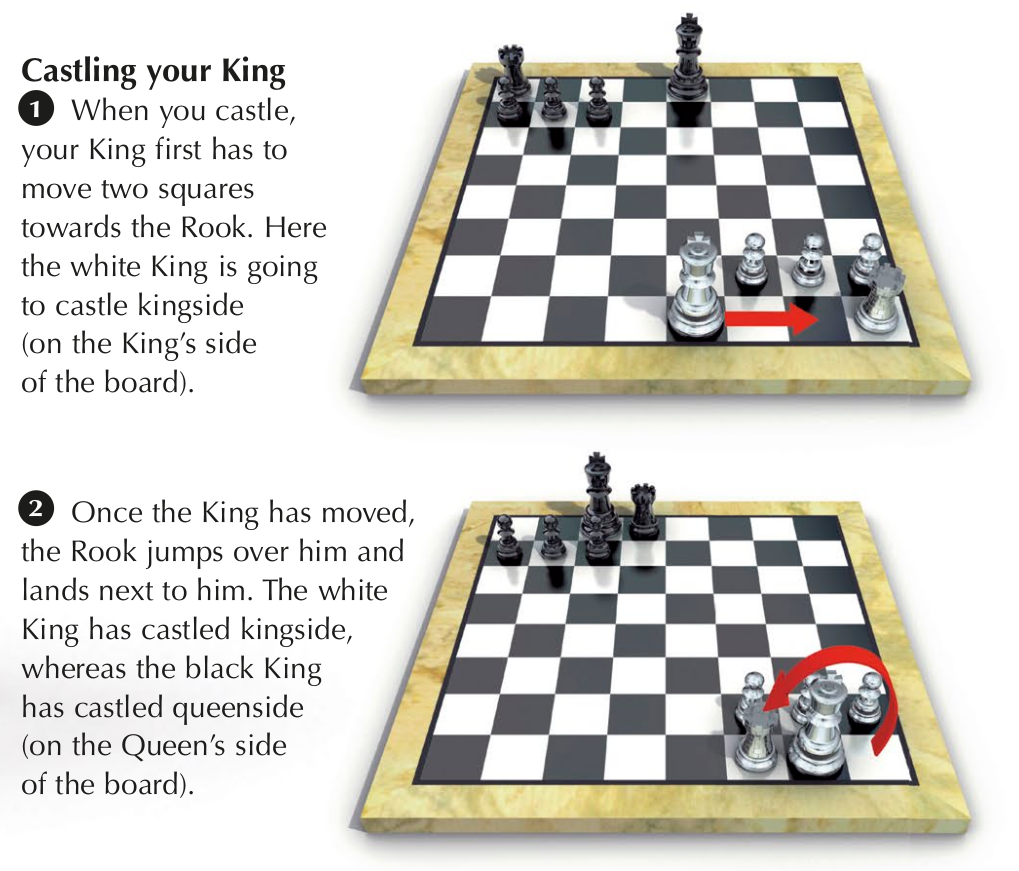 Castling your King
1 When you castle,
your King first has to
move two squares
towards the Rook. Here
the white King is going
to castle kingside
(on the King's side
of the board).
2 Once the King has moved,
the Rook jumps over him and
lands next to him. The white
King has castled kingside,
whereas the black King
has castled queenside
(on the Queen's side
of the board).